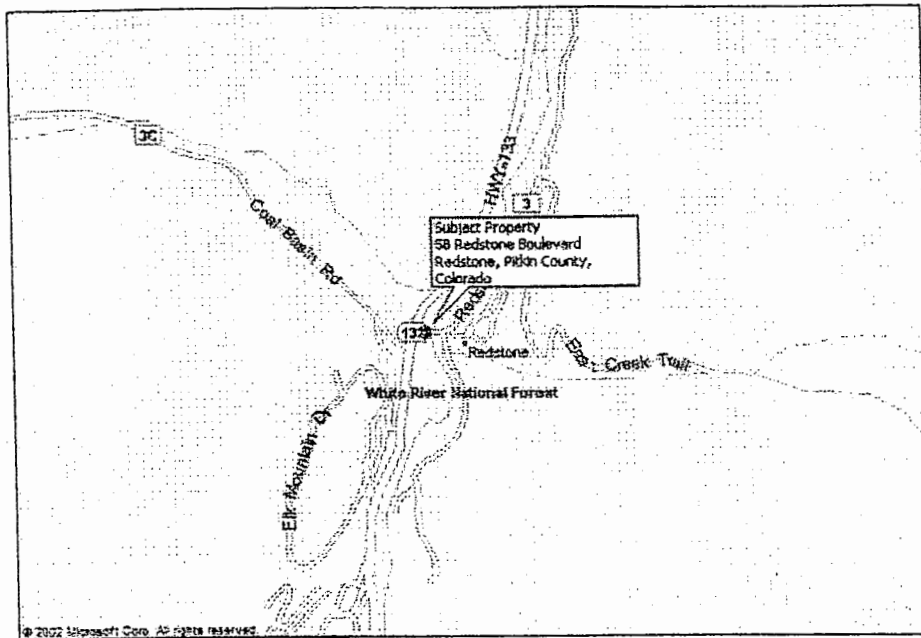 3C
HWY-133
3
Coal Basin Rd
Subject Property
58 Redstone Boulevard
Redstone, Pitkin County,
Colorado
133
Redstone
East Creek Trail
White River National Forest
Elk Mountain
© 2002 Microsoft Corp. All rights reserved.